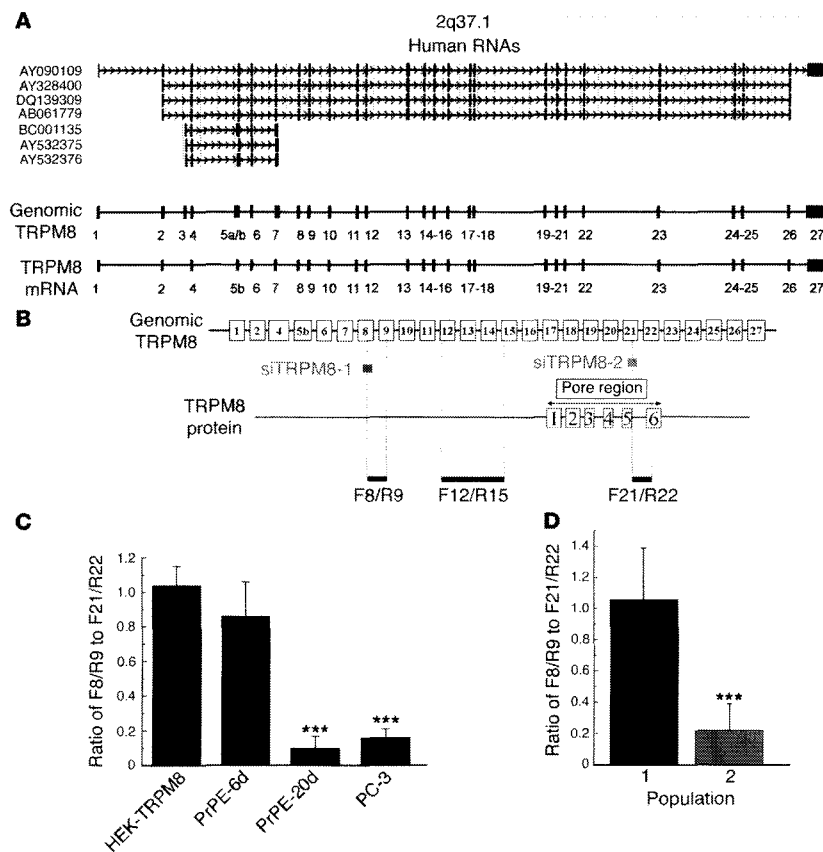 A
2q37.1
Human RNAs
AY090109
AY328400
DQ139309
AB061779
BC001135
AY532375
AY532376
Genomic TRPM8
1 2 3 4 5a/b 6 7 8 9 10 11 12 13 14-16 17-18 19-21 22 23 24-25 26 27
TRPM8 mRNA
1 2 4 5b 6 7 8 9 10 11 12 13 14-16 17-18 19-21 22 23 24-25 26 27
B
Genomic TRPM8
1 2 4 5b 6 7 8 9 10 11 12 13 14 15 16 17 18 19 20 21 22 23 24 25 26 27
siTRPM8-1
siTRPM8-2
Pore region
TRPM8 protein
1 2 3 4 5 6
F8/R9
F12/R15
F21/R22
C
Ratio of F8/R9 to F21/R22
1.2
1.0
0.8
0.6
0.4
0.2
0
***
***
HEK-TRPM8
PrPE-6d
PrPE-20d
PC-3
D
Ratio of F8/R9 to F21/R22
1.4
1.2
1.0
0.8
0.6
0.4
0.2
0
***
1 2
Population